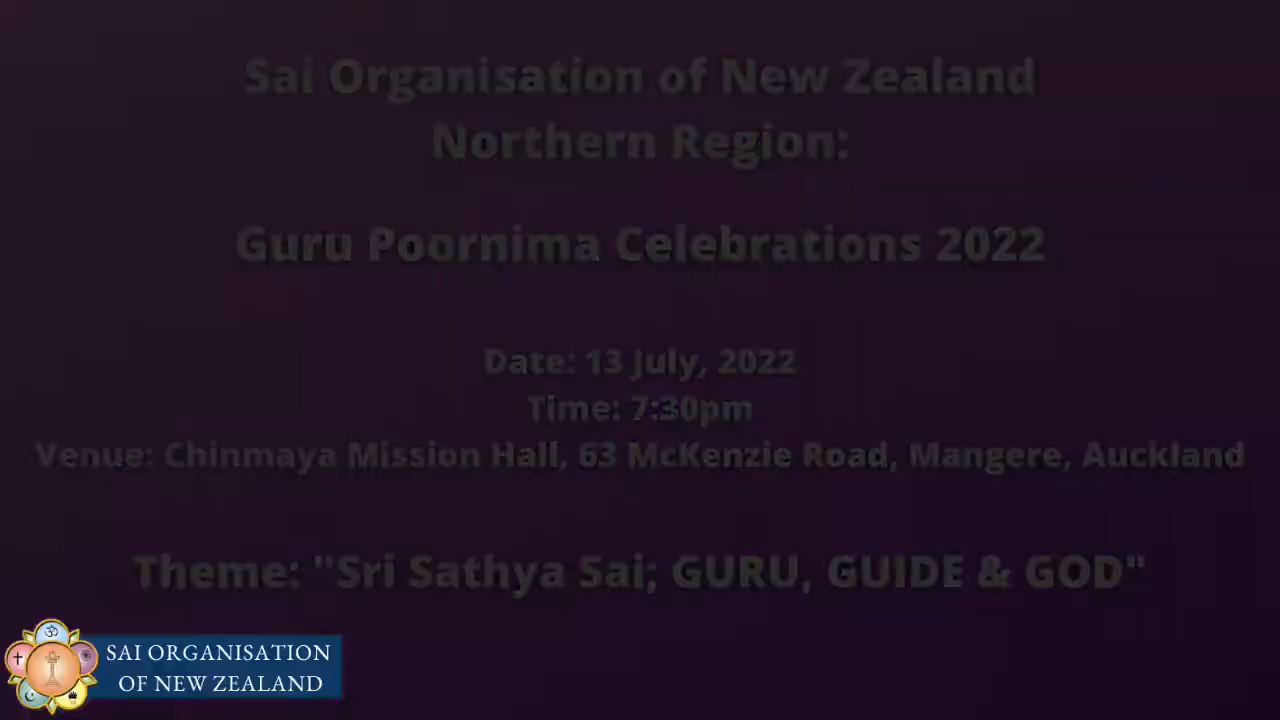 Sai Organisation of New Zealand
Northern Region:
Guru Poornima Celebrations 2022
Date: 13 July, 2022
Time: 7:30pm
Venue: Chinmaya Mission Hall, 63 McKenzie Road, Mangere, Auckland
Theme: "Sri Sathya Sai; GURU, GUIDE & GOD"
SAI ORGANISATION
OF NEW ZEALAND